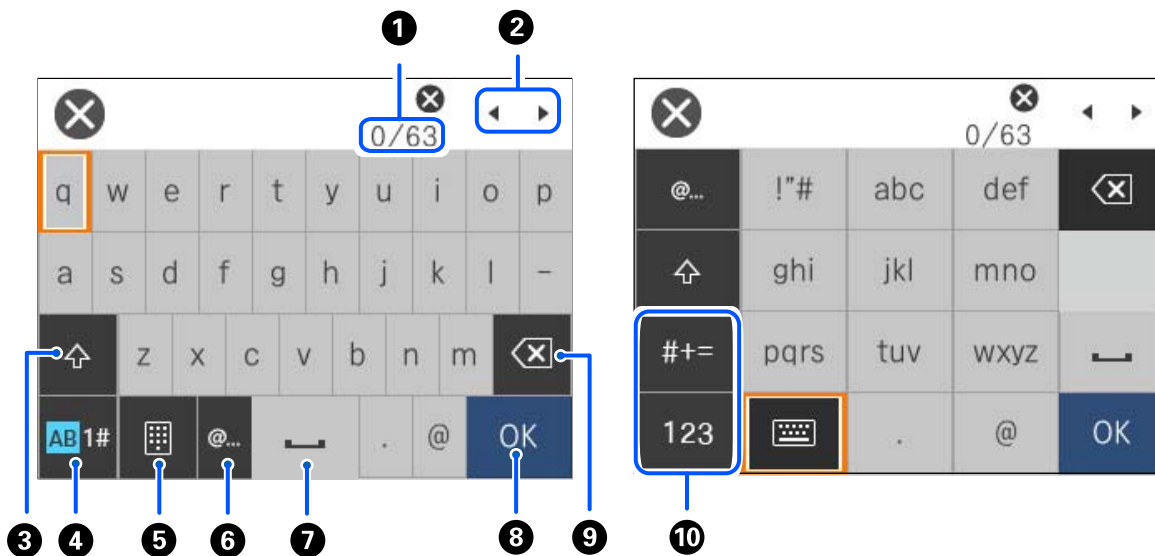 1 2
0/63 0/63
q w e r t y u i o p
@... !"# abc def
a s d f g h j k l -
ghi jkl mno
z x c v b n m
#+= pqrs tuv wxyz
AB 1# @... . @ OK
123 . @ OK
3 4 5 6 7 8 9 10